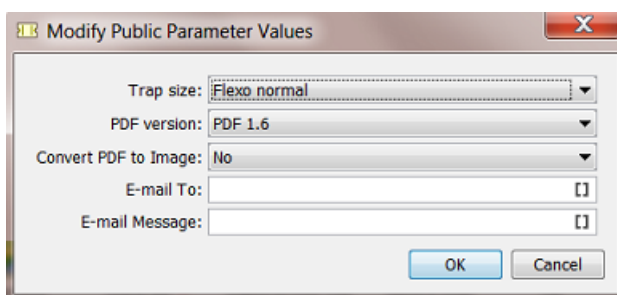 Modify Public Parameter Values
Trap size: Flexo normal
PDF version: PDF 1.6
Convert PDF to Image: No
E-mail To: []
E-mail Message: []
OK Cancel